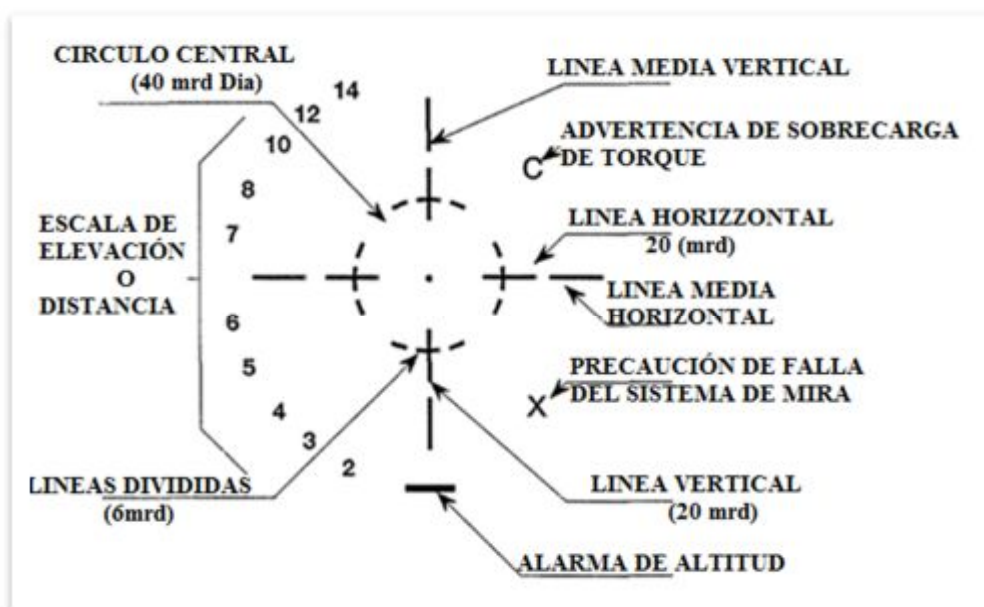 CIRCULO CENTRAL
(40 mrd Dia)
14
12
10
8
7
6
5
4
3
2
ESCALA DE
ELEVACIÓN
O
DISTANCIA
LINEAS DIVIDIDAS
(6mrd)
LINEA MEDIA VERTICAL
ADVERTENCIA DE SOBRECARGA
DE TORQUE
C
LINEA HORIZZONTAL
20 (mrd)
LINEA MEDIA
HORIZONTAL
PRECAUCIÓN DE FALLA
DEL SISTEMA DE MIRA
X
LINEA VERTICAL
(20 mrd)
ALARMA DE ALTITUD